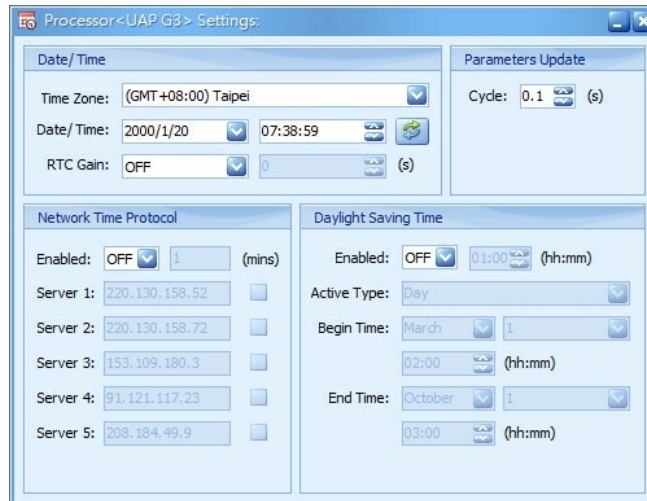 Processor<UAP G3> Settings:
Date/Time
Time Zone: (GMT+08:00) Taipei
Date/Time: 2000/1/20 07:38:59
RTC Gain: OFF 0 (s)
Parameters Update
Cycle: 0.1 (s)
Network Time Protocol
Enabled: OFF 1 (mins)
Server 1: 220.130.158.52
Server 2: 220.130.158.72
Server 3: 153.109.180.3
Server 4: 91.121.117.23
Server 5: 208.184.49.9
Daylight Saving Time
Enabled: OFF 01:00 (hh:mm)
Active Type: Day
Begin Time: March 1
02:00 (hh:mm)
End Time: October 1
03:00 (hh:mm)